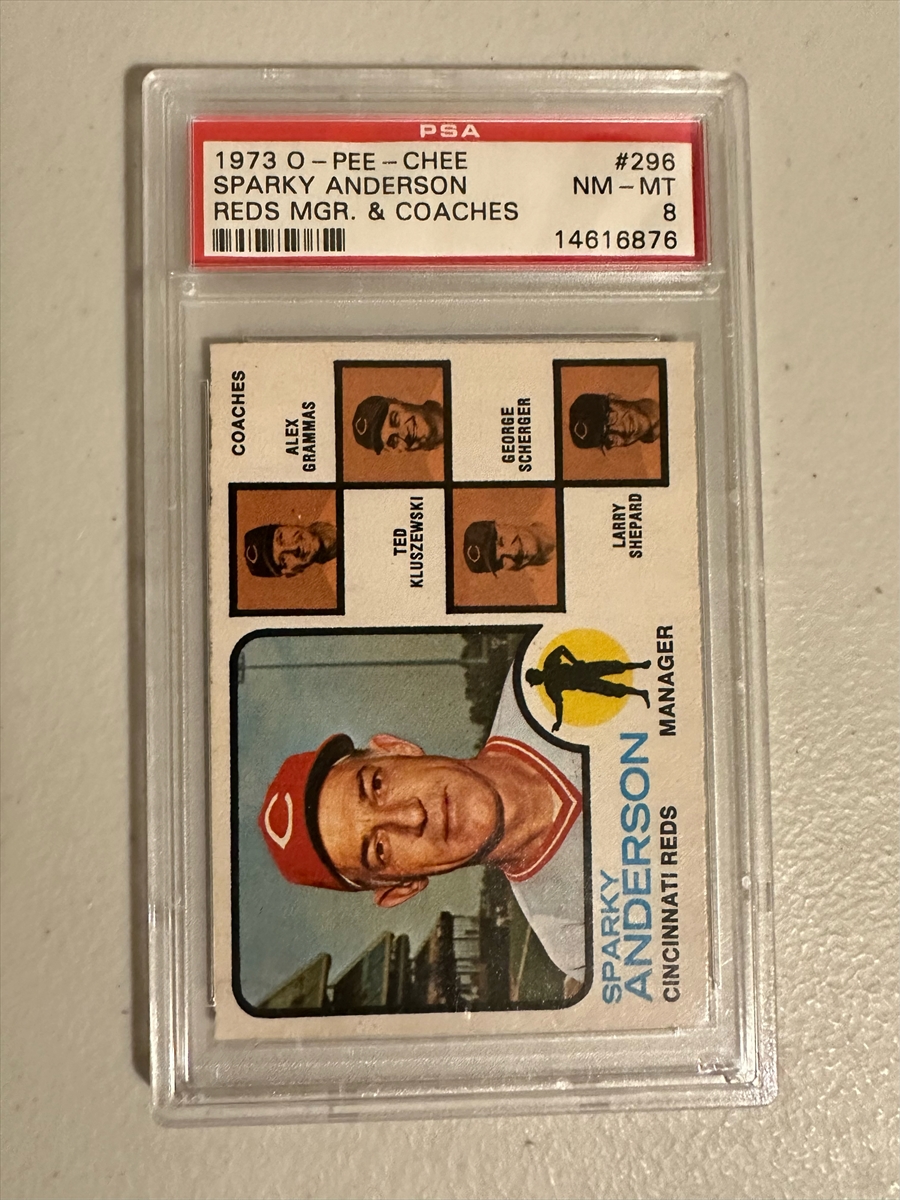 PSA
1973 O-PEE-CHEE #296
SPARKY ANDERSON NM-MT
REDS MGR. & COACHES 8
14616876
COACHES
ALEX
GRAMMAS
TED
KLUSZEWSKI
GEORGE
SCHERGER
LARRY
SHEPARD
SPARKY
ANDERSON
CINCINNATI REDS MANAGER
C
C
C
C
C